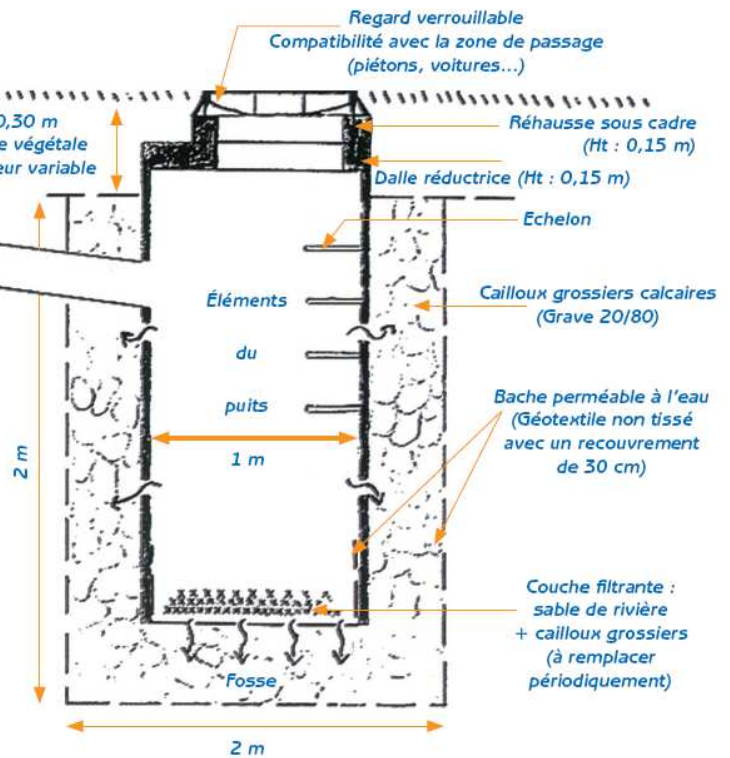 Regard verrouillable
Compatibilité avec la zone de passage
(piétons, voitures...)
0,30 m
végétale
variable
Réhausse sous cadre
(Ht : 0,15 m)
Dalle réductrice (Ht : 0,15 m)
Echelon
Cailloux grossiers calcaires
(Grave 20/80)
Éléments
du
puits
Bache perméable à l'eau
(Géotextile non tissé
avec un recouvrement
de 30 cm)
1 m
2 m
Couche filtrante :
sable de rivière
+ cailloux grossiers
(à remplacer
périodiquement)
Fosse
2 m